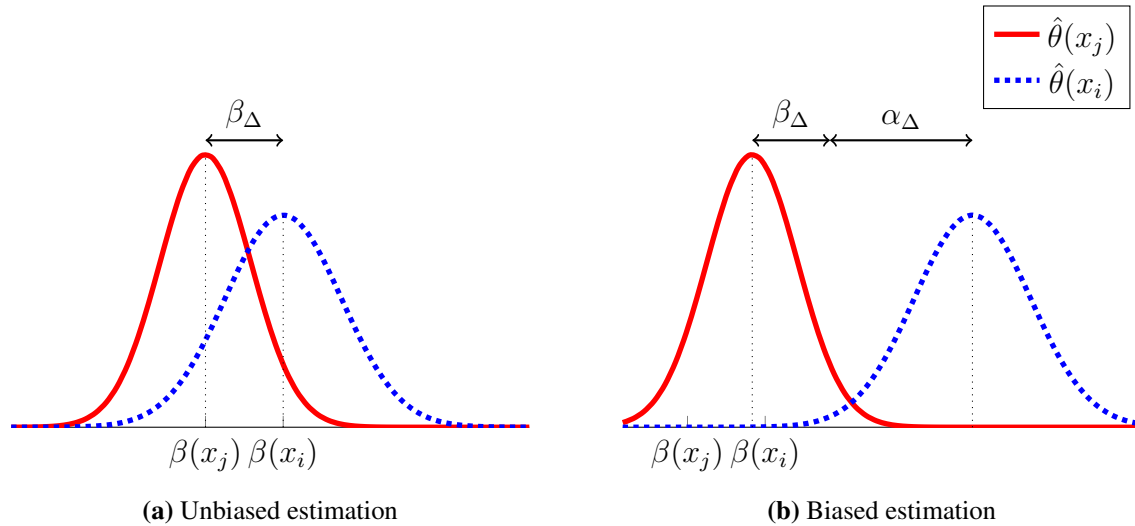 θ̂(x_j)
θ̂(x_i)
β_Δ
β_Δ
α_Δ
β(x_j) β(x_i)
β(x_j) β(x_i)
(a) Unbiased estimation
(b) Biased estimation